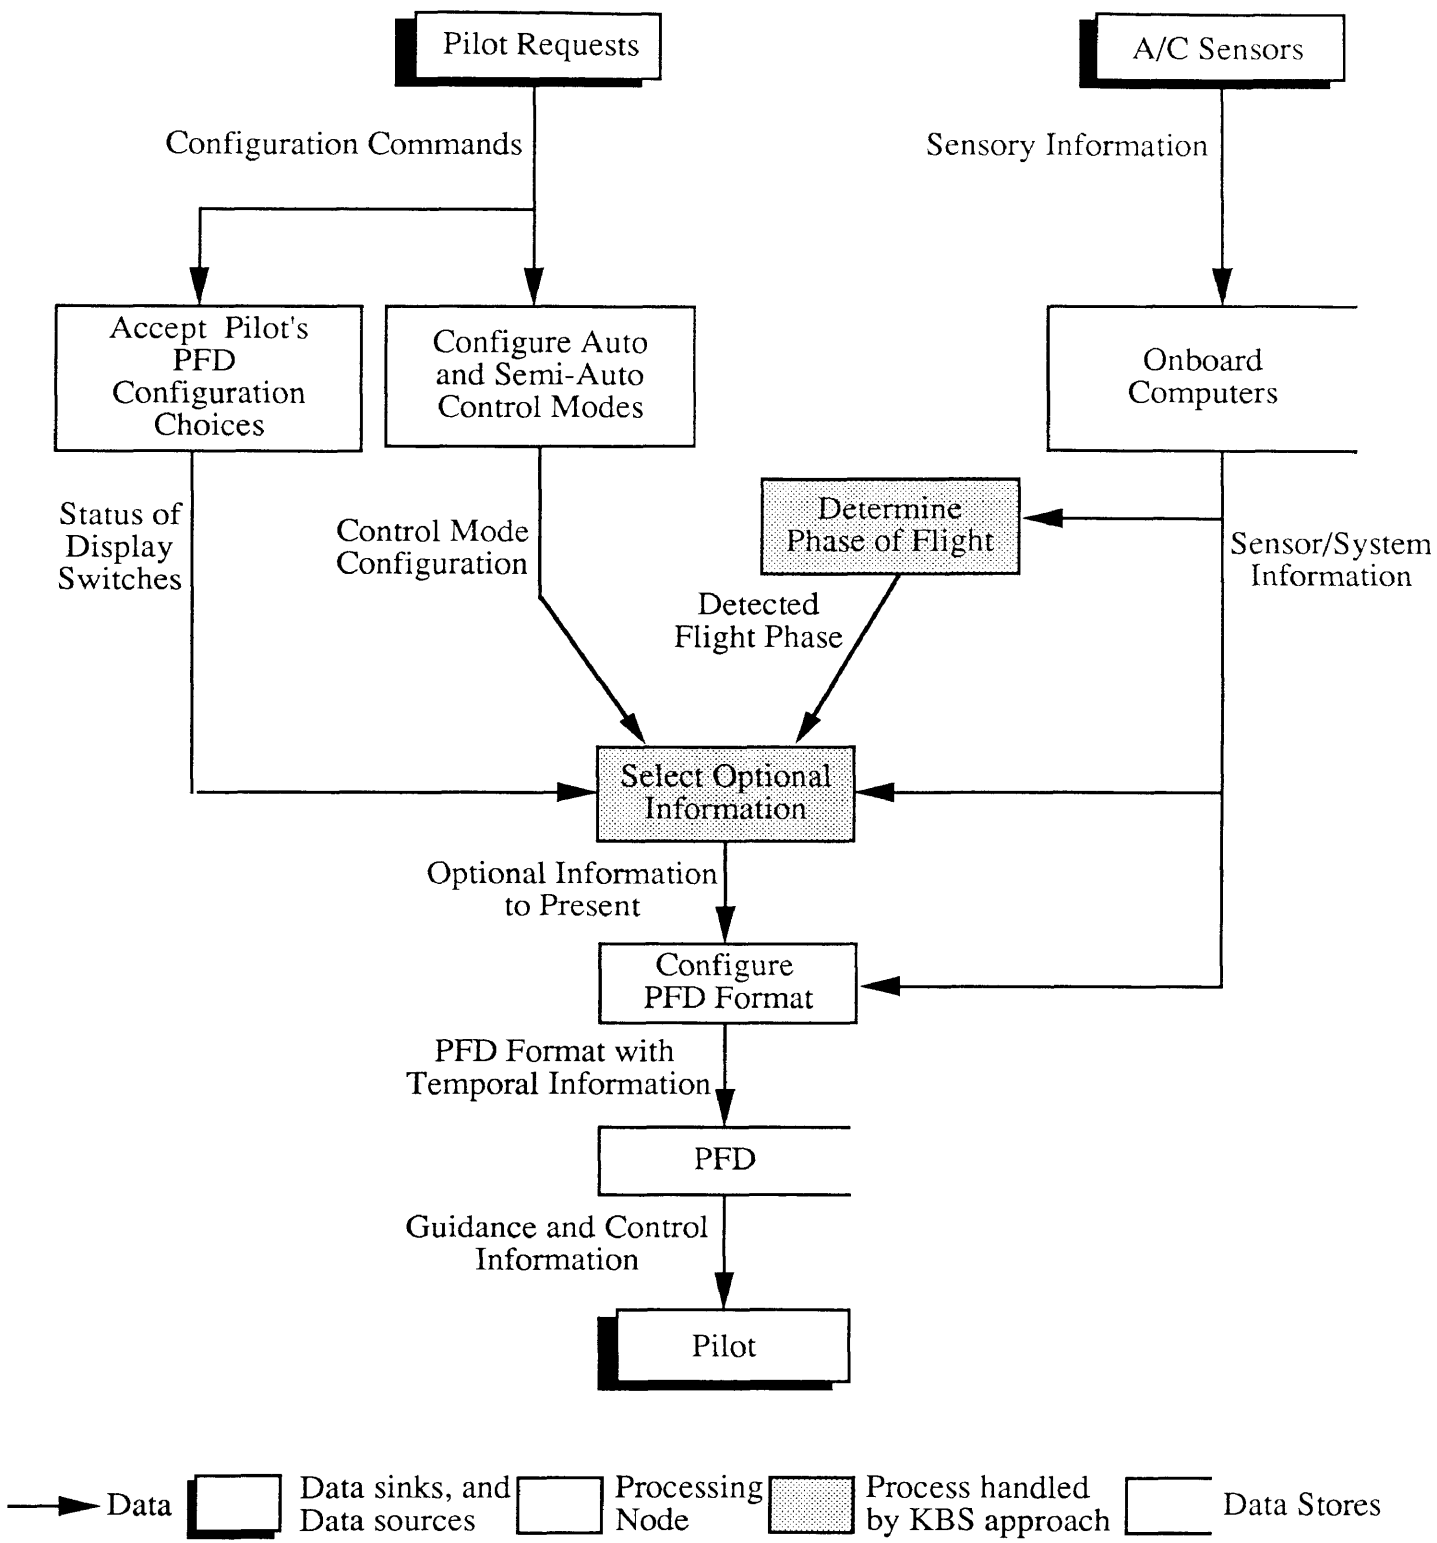 Pilot Requests
A/C Sensors
Configuration Commands
Sensory Information
Accept Pilot's
PFD
Configuration
Choices
Configure Auto
and Semi-Auto
Control Modes
Onboard
Computers
Status of
Display
Switches
Control Mode
Configuration
Determine
Phase of Flight
Sensor/System
Information
Detected
Flight Phase
Select Optional
Information
Optional Information
to Present
Configure
PFD Format
PFD Format with
Temporal Information
PFD
Guidance and Control
Information
Pilot
Data
Data sinks, and
Data sources
Processing
Node
Process handled
by KBS approach
Data Stores